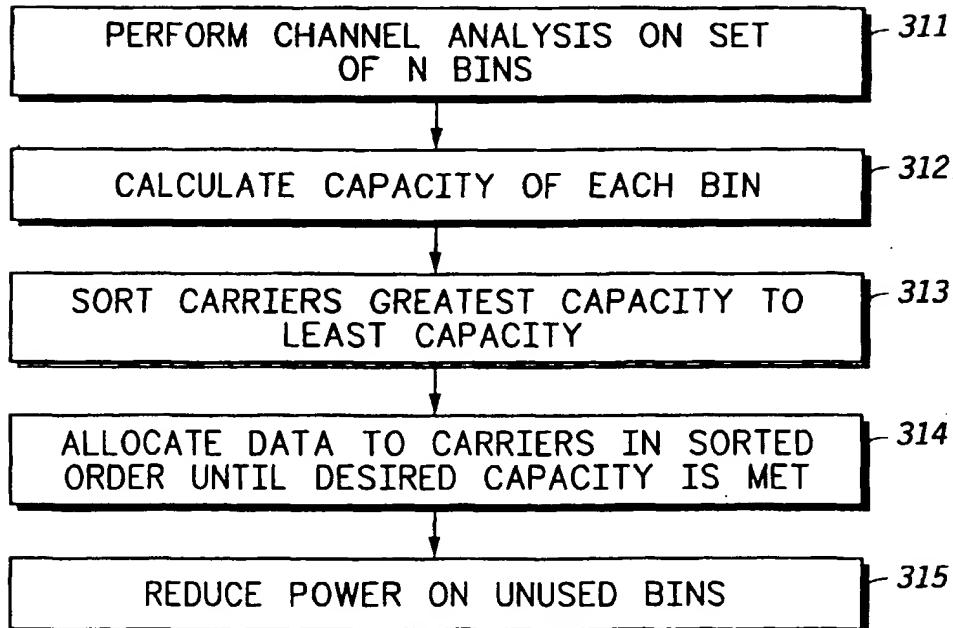 PERFORM CHANNEL ANALYSIS ON SET
OF N BINS
311
CALCULATE CAPACITY OF EACH BIN
312
SORT CARRIERS GREATEST CAPACITY TO
LEAST CAPACITY
313
ALLOCATE DATA TO CARRIERS IN SORTED
ORDER UNTIL DESIRED CAPACITY IS MET
314
REDUCE POWER ON UNUSED BINS
315